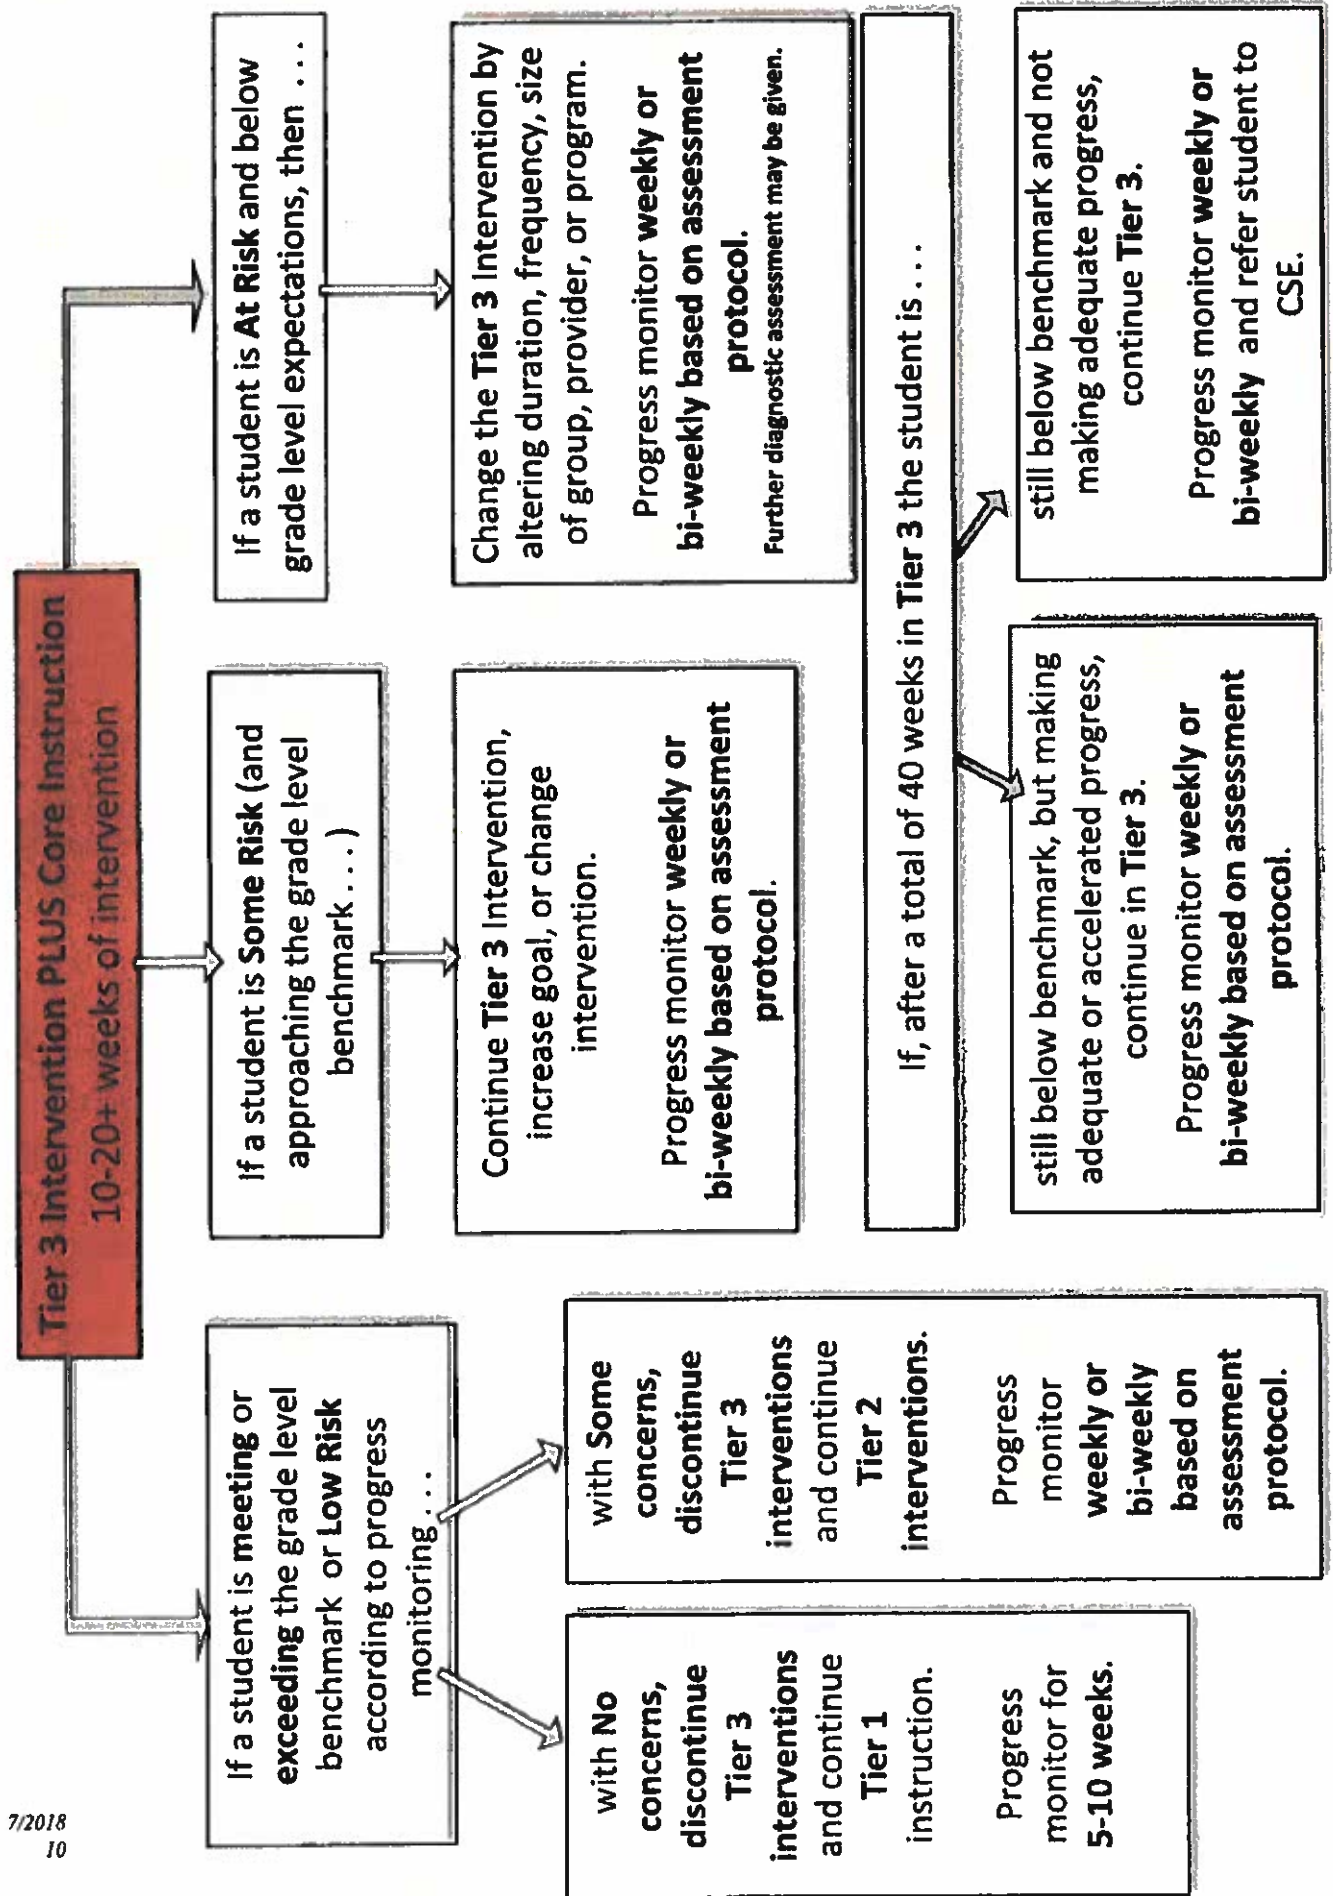 7/2018
10
Tier 3 Intervention PLUS Core Instruction
10-20+ weeks of intervention
If a student is meeting or
exceeding the grade level
benchmark or Low Risk
according to progress
monitoring...
with No
concerns,
discontinue
Tier 3
interventions
and continue
Tier 1
instruction.
Progress
monitor for
5-10 weeks.
with Some
concerns,
discontinue
Tier 3
interventions
and continue
Tier 2
interventions.
Progress
monitor
weekly or
bi-weekly
based on
assessment
protocol.
If a student is Some Risk (and
approaching the grade level
benchmark...)
Continue Tier 3 Intervention,
increase goal, or change
intervention.
Progress monitor weekly or
bi-weekly based on assessment
protocol.
If a student is At Risk and below
grade level expectations, then ...
Change the Tier 3 Intervention by
altering duration, frequency, size
of group, provider, or program.
Progress monitor weekly or
bi-weekly based on assessment
protocol.
Further diagnostic assessment may be given.
If, after a total of 40 weeks in Tier 3 the student is...
still below benchmark, but making
adequate or accelerated progress,
continue in Tier 3.
Progress monitor weekly or
bi-weekly based on assessment
protocol.
still below benchmark and not
making adequate progress,
continue Tier 3.
Progress monitor weekly or
bi-weekly and refer student to
CSE.